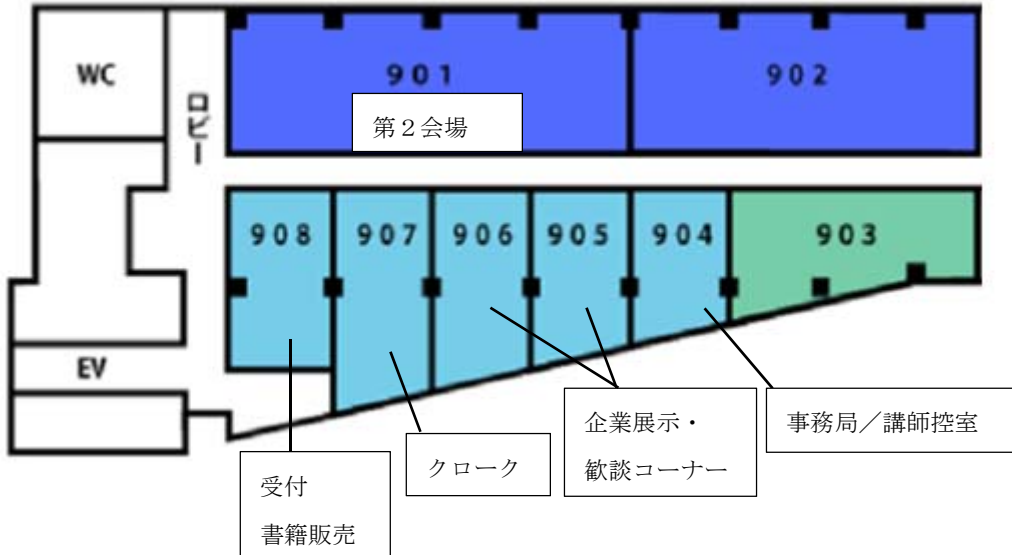 WC
ロビー
901
902
第２会場
908
907
906
905
904
903
EV
企業展示・
歓談コーナー
事務局／講師控室
クローク
受付
書籍販売